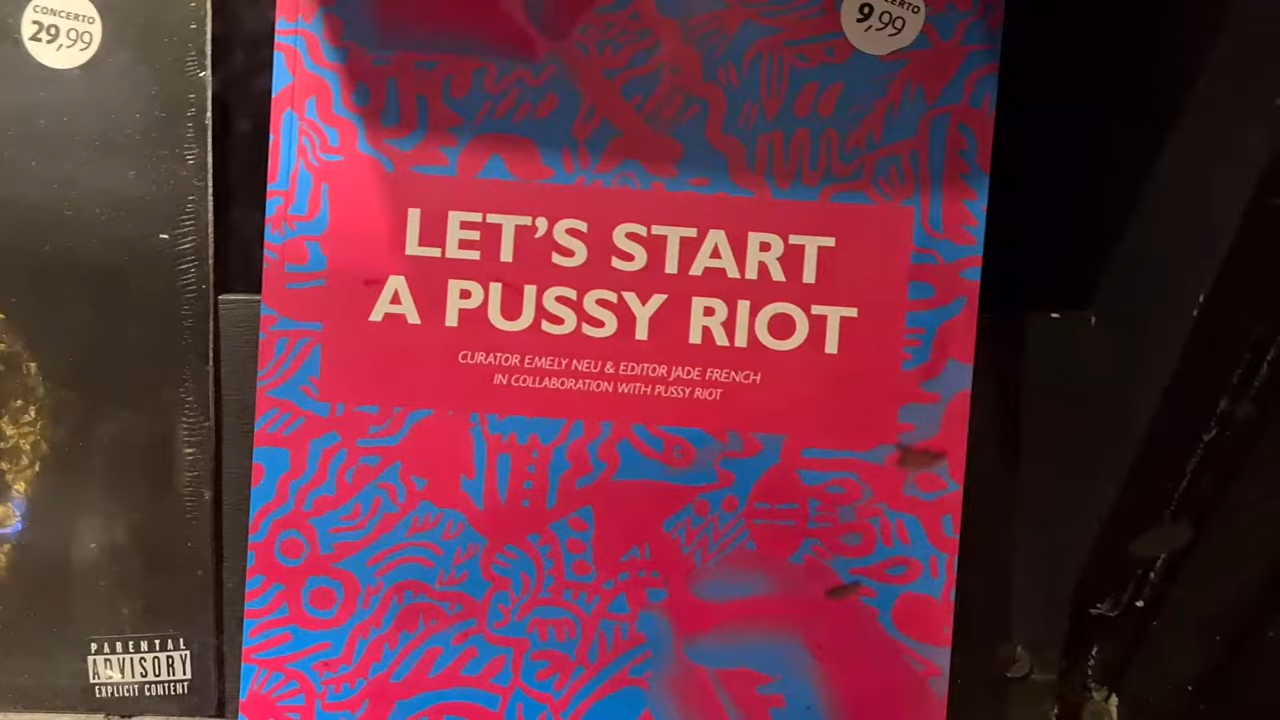 CONCERTO
29,99
9,99
LET'S START
A PUSSY RIOT
CURATOR EMELY NEU & EDITOR JADE FRENCH
IN COLLABORATION WITH PUSSY RIOT
PARENTAL
ADVISORY
EXPLICIT CONTENT